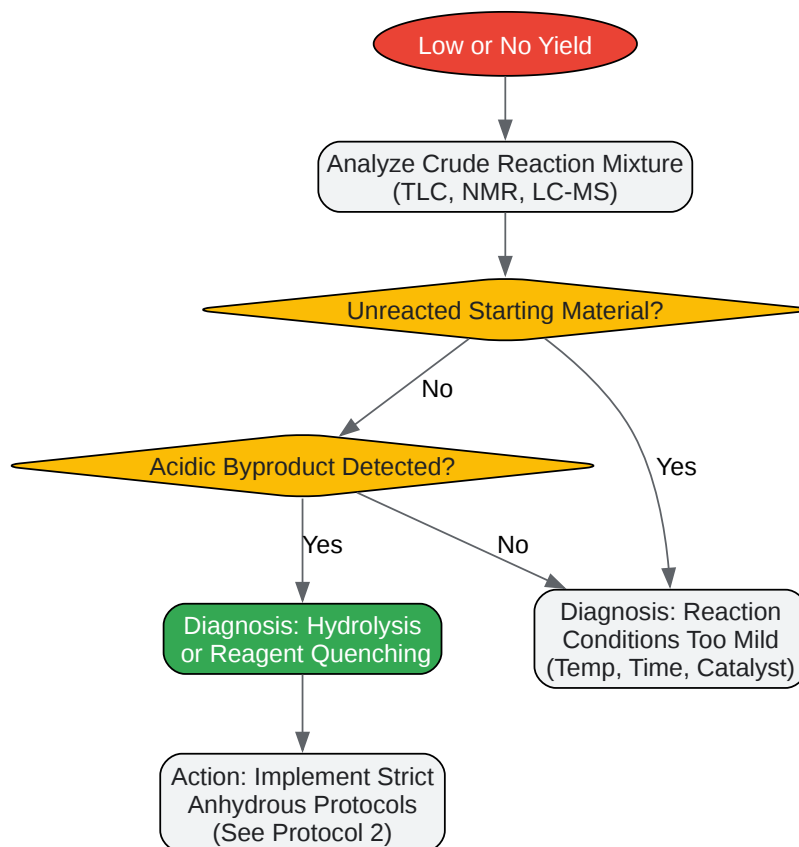 Low or No Yield
Analyze Crude Reaction Mixture
(TLC, NMR, LC-MS)
Unreacted Starting Material?
No
Acidic Byproduct Detected?
Yes
Yes
No
Diagnosis: Hydrolysis
or Reagent Quenching
Diagnosis: Reaction
Conditions Too Mild
(Temp, Time, Catalyst)
Action: Implement Strict
Anhydrous Protocols
(See Protocol 2)